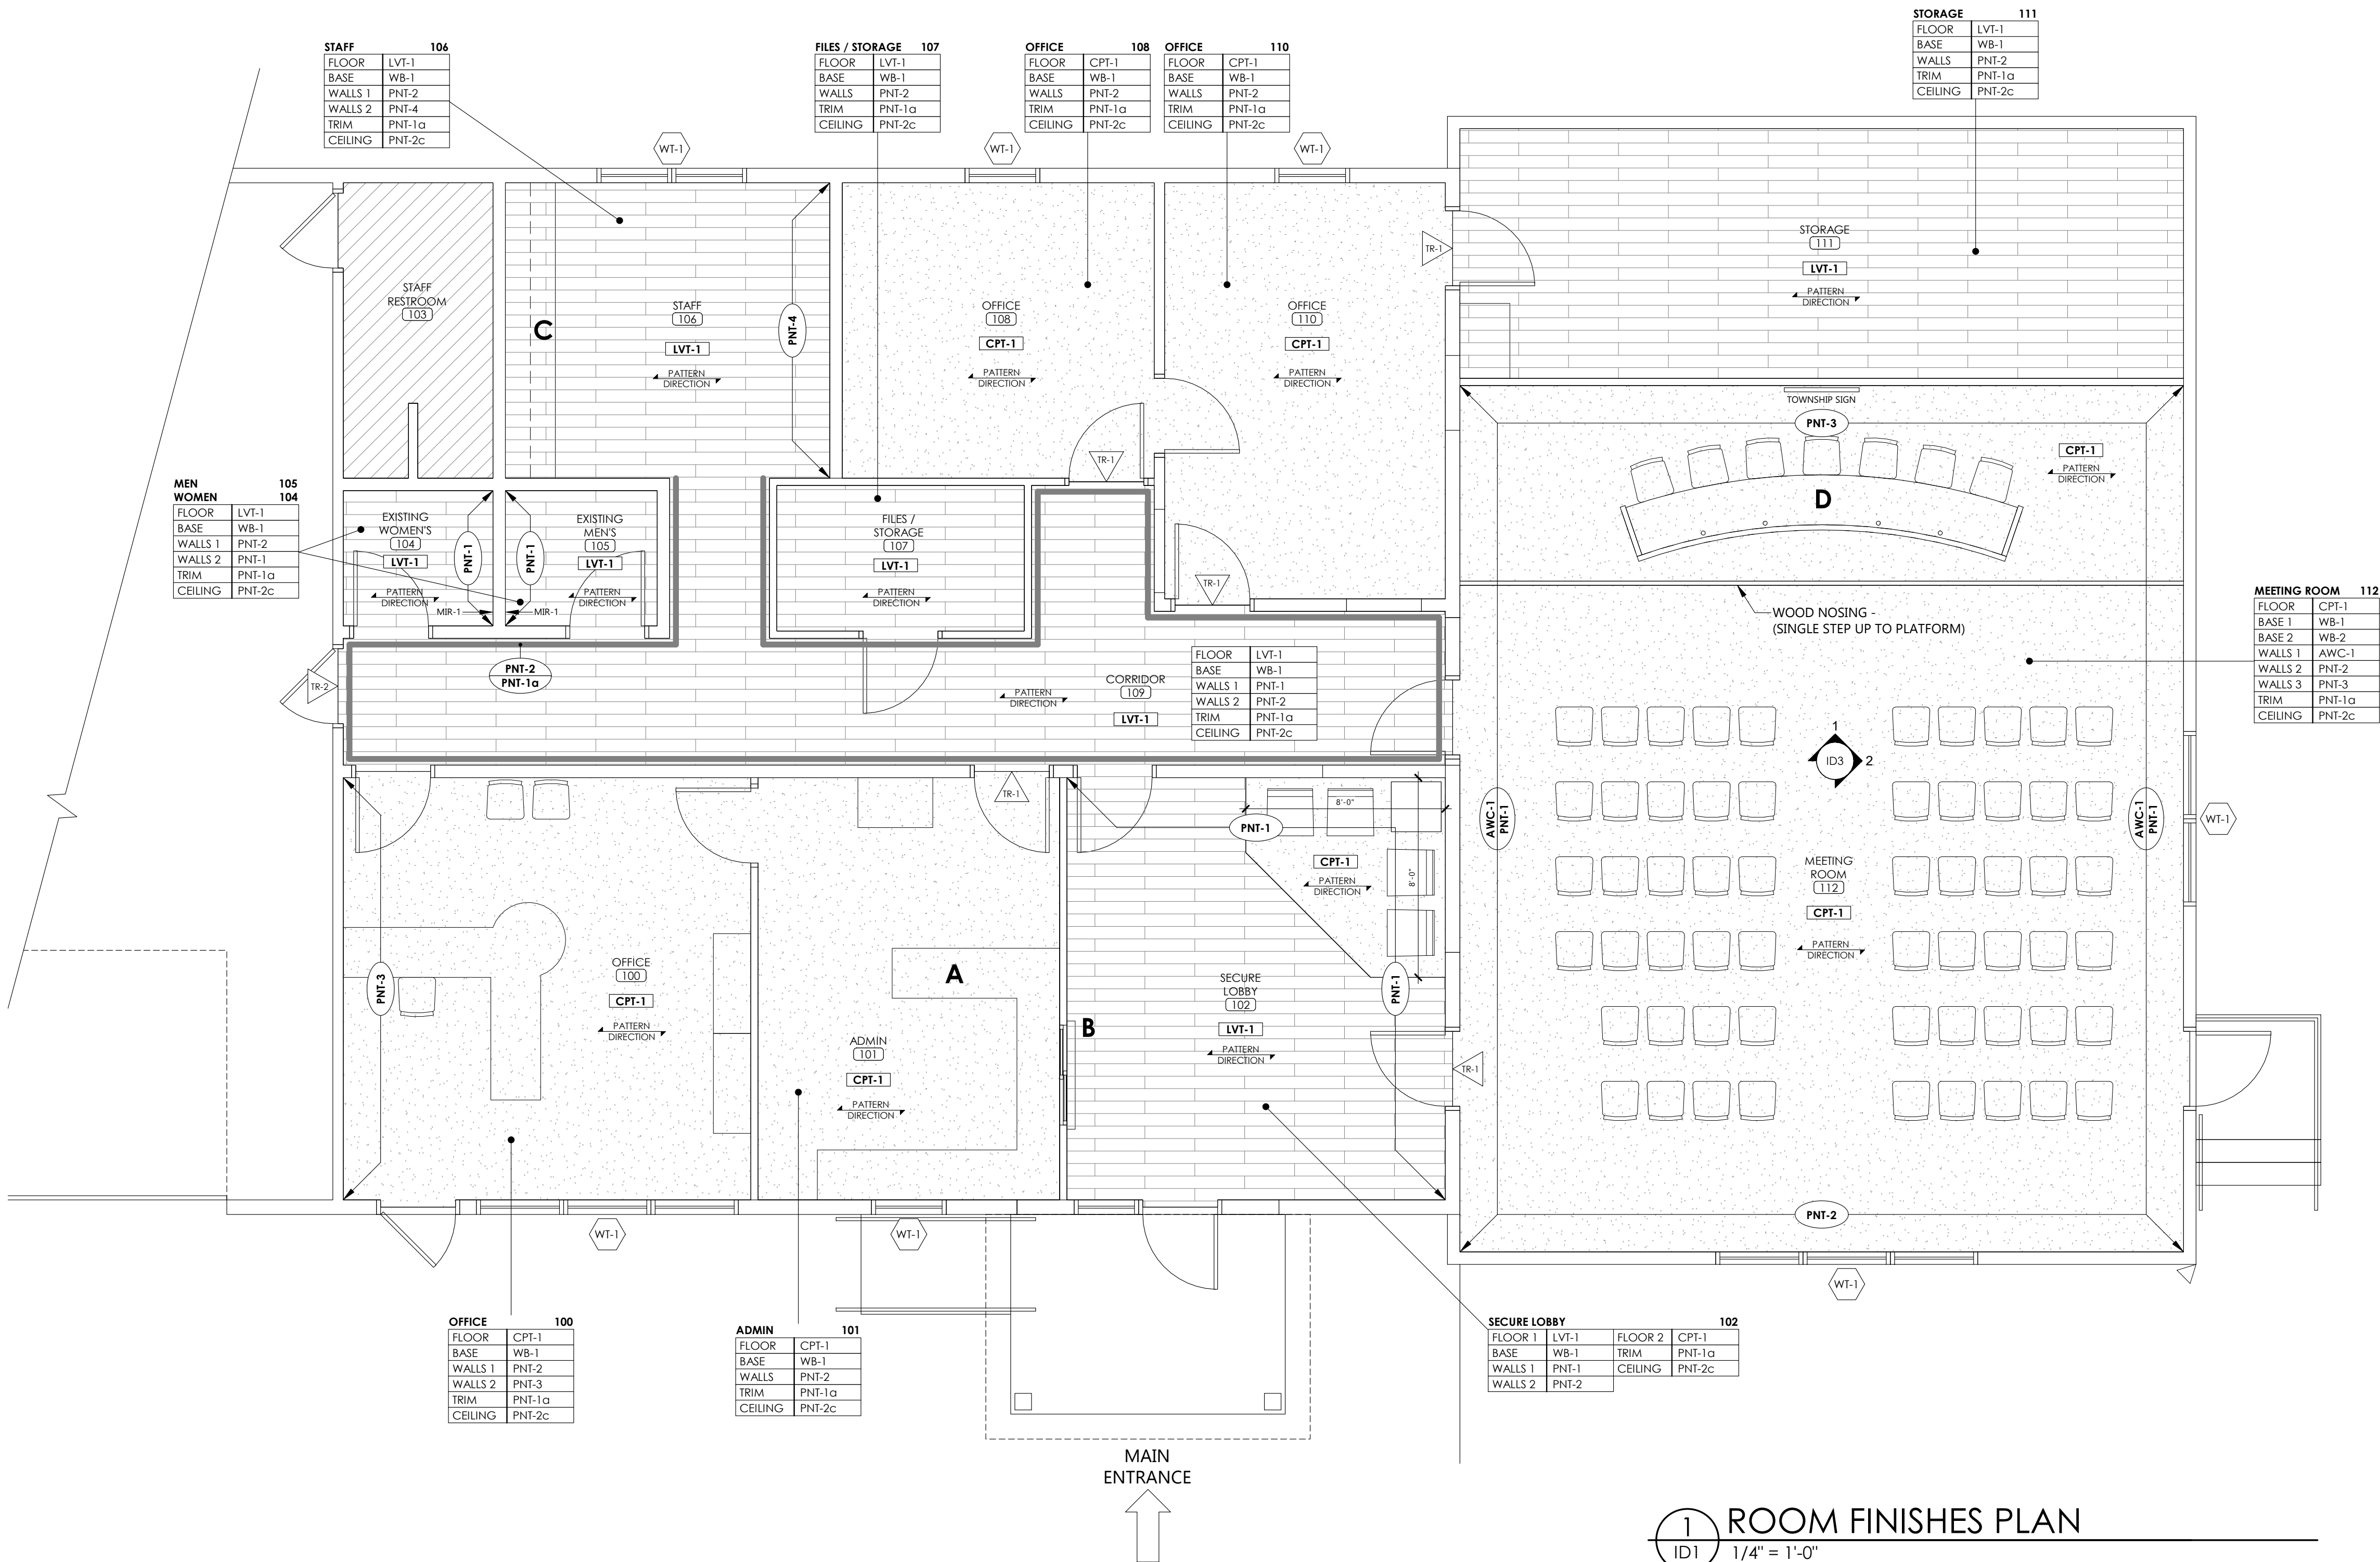 STORAGE 111
FLOOR LVT-1
BASE WB-1
WALLS PNT-2
TRIM PNT-1a
CEILING PNT-2c
STAFF 106
FLOOR LVT-1
BASE WB-1
WALLS 1 PNT-2
WALLS 2 PNT-4
TRIM PNT-1a
CEILING PNT-2c
FILES / STORAGE 107
FLOOR LVT-1
BASE WB-1
WALLS PNT-2
TRIM PNT-1a
CEILING PNT-2c
OFFICE 108
FLOOR CPT-1
BASE WB-1
WALLS PNT-2
TRIM PNT-1a
CEILING PNT-2c
OFFICE 110
FLOOR CPT-1
BASE WB-1
WALLS PNT-2
TRIM PNT-1a
CEILING PNT-2c
WT-1
WT-1
WT-1
STAFF
RESTROOM
103
C
STAFF
106
LVT-1
PATTERN
DIRECTION
PNT-4
OFFICE
108
CPT-1
PATTERN
DIRECTION
TR-1
OFFICE
110
CPT-1
PATTERN
DIRECTION
TR-1
TR-1
STORAGE
111
LVT-1
PATTERN
DIRECTION
TOWNSHIP SIGN
PNT-3
CPT-1
PATTERN
DIRECTION
D
WOOD NOSING -
(SINGLE STEP UP TO PLATFORM)
MEN 105
WOMEN 104
FLOOR LVT-1
BASE WB-1
WALLS 1 PNT-2
WALLS 2 PNT-1
TRIM PNT-1a
CEILING PNT-2c
EXISTING
WOMEN'S
104
LVT-1
PATTERN
DIRECTION
PNT-1
MIR-1
EXISTING
MEN'S
105
LVT-1
PATTERN
DIRECTION
PNT-1
MIR-1
FILES /
STORAGE
107
LVT-1
PATTERN
DIRECTION
PNT-2
PNT-1a
TR-2
PATTERN
DIRECTION
CORRIDOR
109
LVT-1
FLOOR LVT-1
BASE WB-1
WALLS 1 PNT-1
WALLS 2 PNT-2
TRIM PNT-1a
CEILING PNT-2c
MEETING ROOM 112
FLOOR CPT-1
BASE 1 WB-1
BASE 2 WB-2
WALLS 1 AWC-1
WALLS 2 PNT-2
WALLS 3 PNT-3
TRIM PNT-1a
CEILING PNT-2c
1
ID3
2
AWC-1
PNT-1
AWC-1
PNT-1
WT-1
MEETING
ROOM
112
CPT-1
PATTERN
DIRECTION
PNT-2
WT-1
TR-1
PNT-1
8'-0"
8'-0"
CPT-1
PATTERN
DIRECTION
PNT-1
SECURE
LOBBY
102
LVT-1
PATTERN
DIRECTION
B
TR-1
A
ADMIN
101
CPT-1
PATTERN
DIRECTION
OFFICE
100
CPT-1
PATTERN
DIRECTION
PNT-3
WT-1
WT-1
OFFICE 100
FLOOR CPT-1
BASE WB-1
WALLS 1 PNT-2
WALLS 2 PNT-3
TRIM PNT-1a
CEILING PNT-2c
ADMIN 101
FLOOR CPT-1
BASE WB-1
WALLS PNT-2
TRIM PNT-1a
CEILING PNT-2c
SECURE LOBBY 102
FLOOR 1 LVT-1 FLOOR 2 CPT-1
BASE WB-1 TRIM PNT-1a
WALLS 1 PNT-1 CEILING PNT-2c
WALLS 2 PNT-2
MAIN
ENTRANCE
1
ID1
ROOM FINISHES PLAN
1/4" = 1'-0"